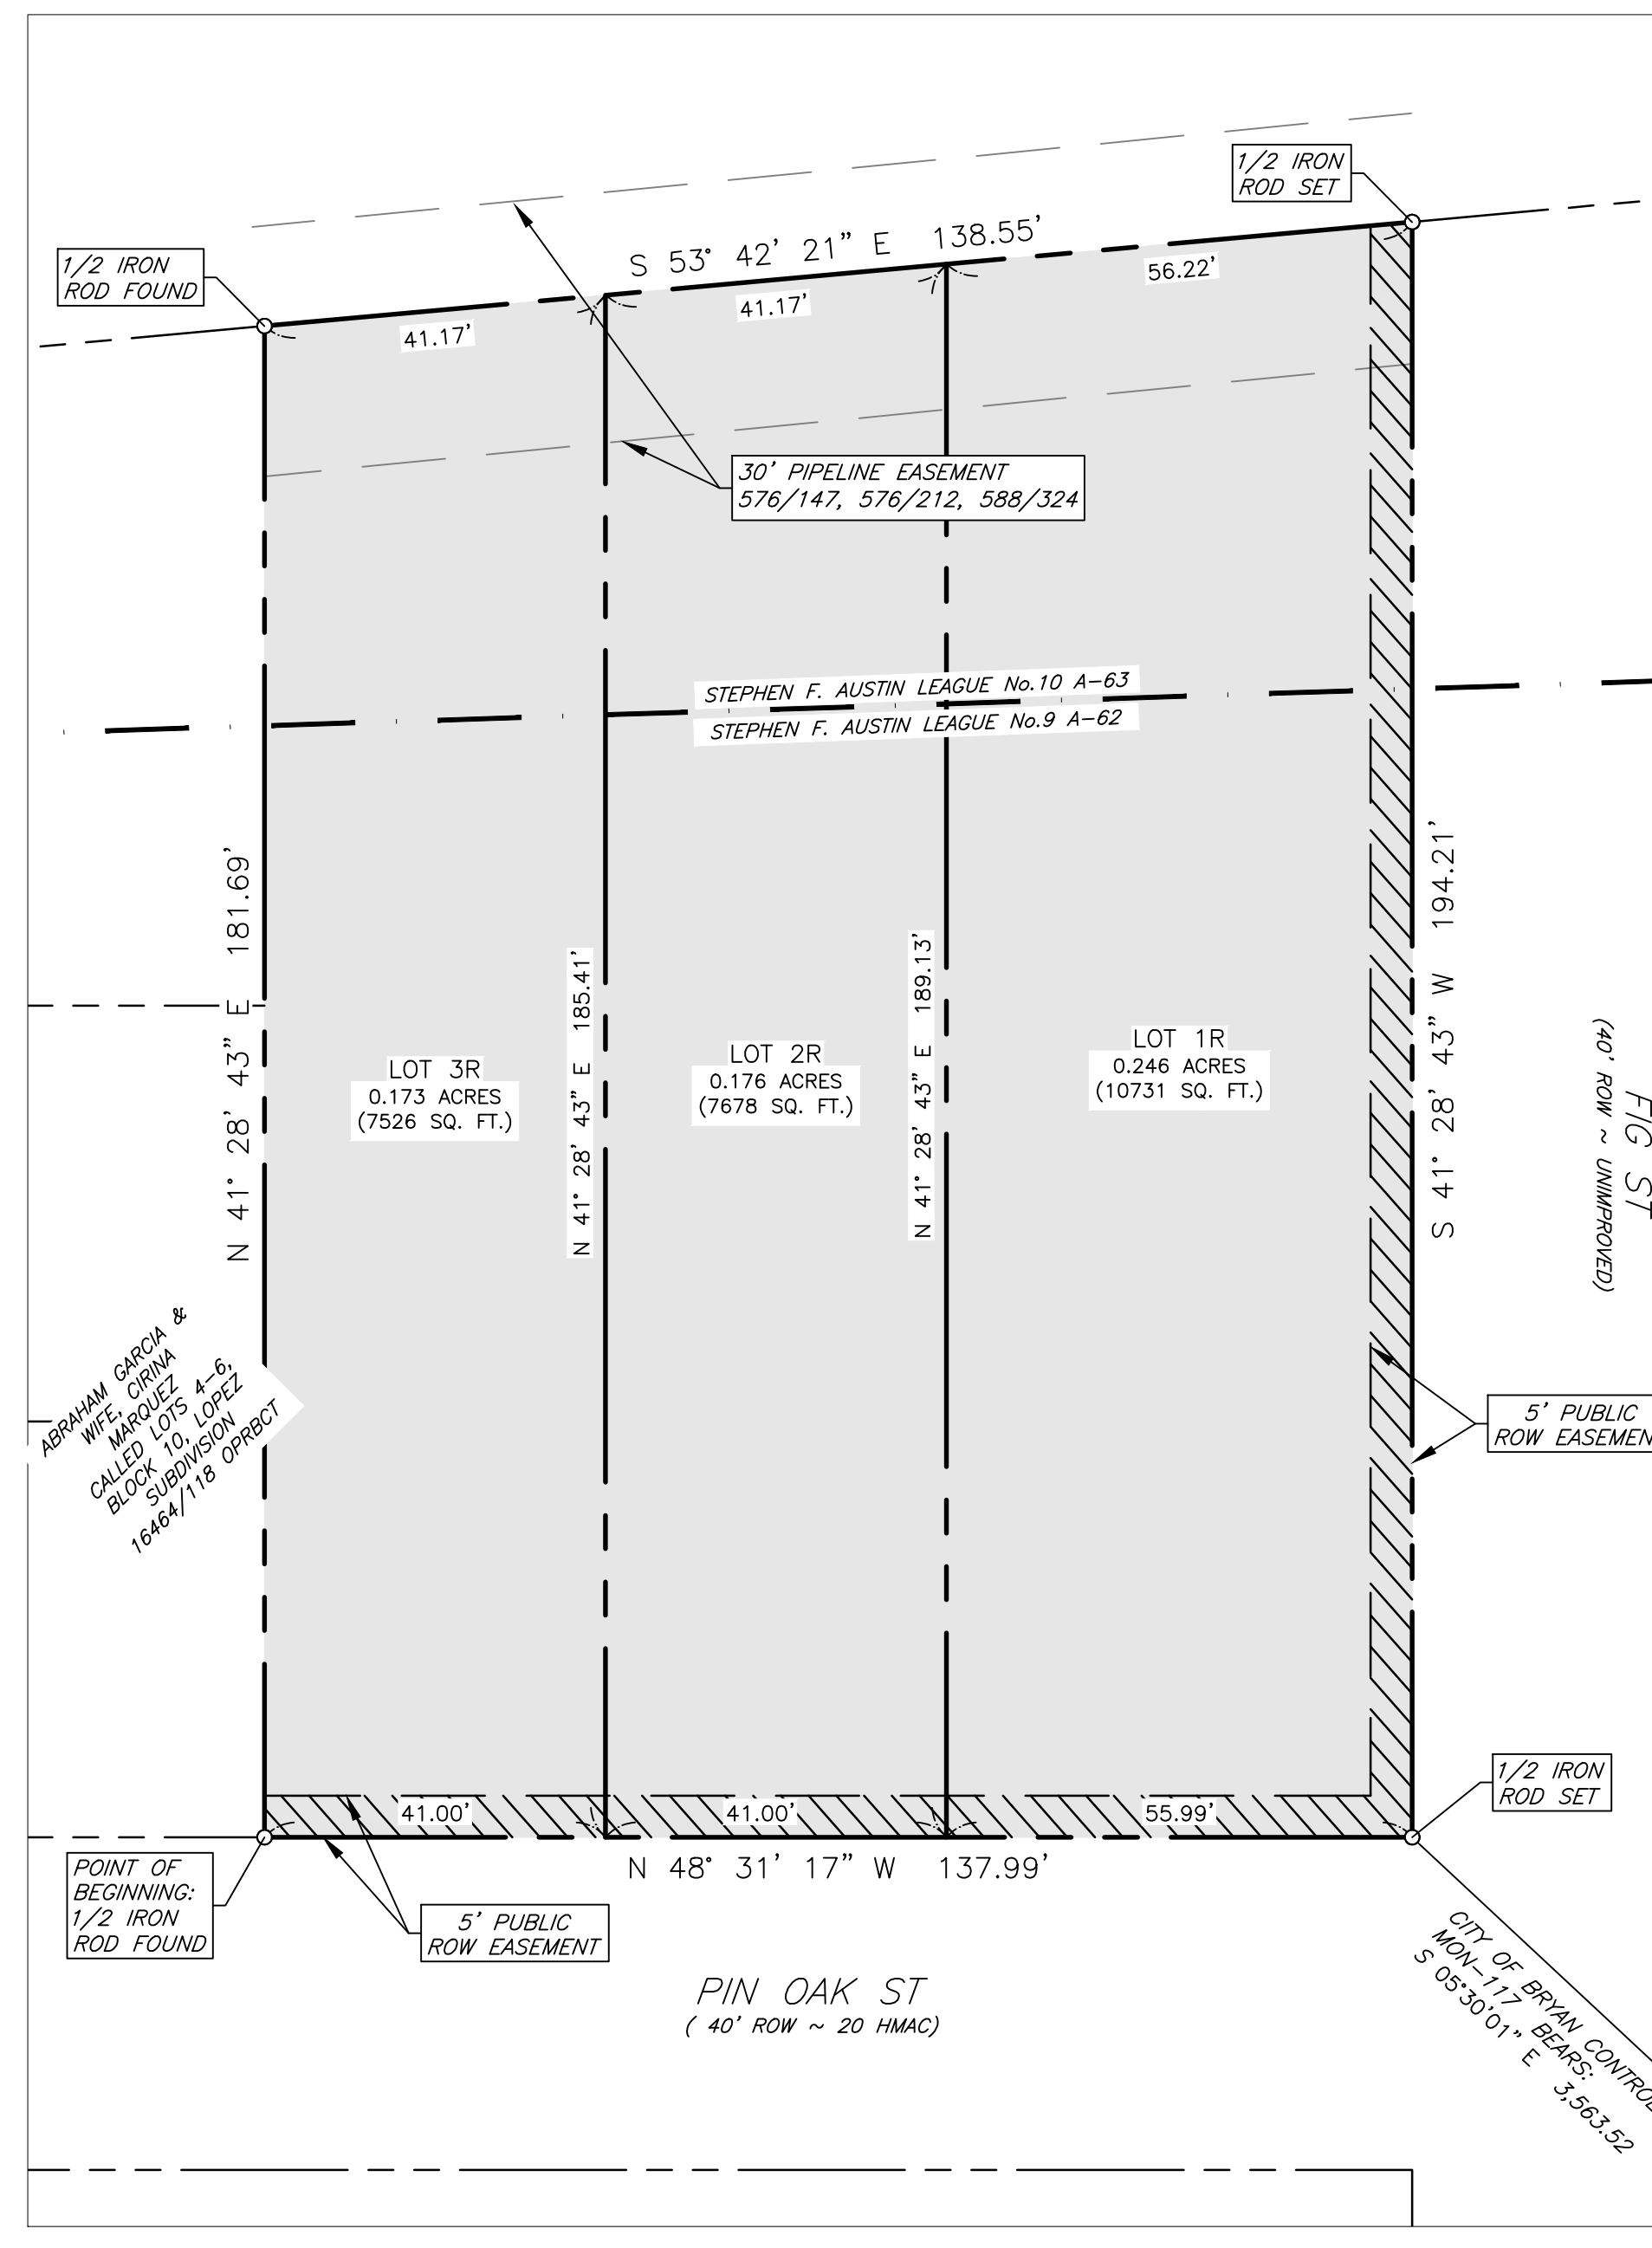 1/2 IRON
ROD SET
1/2 IRON
ROD FOUND
S 53° 42' 21" E 138.55'
56.22'
41.17'
41.17'
30' PIPELINE EASEMENT
576/147, 576/212, 588/324
STEPHEN F. AUSTIN LEAGUE No.10 A-63
STEPHEN F. AUSTIN LEAGUE No.9 A-62
N 41° 28' 43" E 181.69'
N 41° 28' 43" E 185.41'
N 41° 28' 43" E 189.13'
S 41° 28' 43" W 194.21'
LOT 3R
0.173 ACRES
(7526 SQ. FT.)
LOT 2R
0.176 ACRES
(7678 SQ. FT.)
LOT 1R
0.246 ACRES
(10731 SQ. FT.)
FIG ST
(40' ROW ~ UNIMPROVED)
ABRAHAM GARCIA &
WIFE, CIRINA
MARQUEZ
CALLED LOTS 4-6,
BLOCK 10, LOPEZ
SUBDIVISION
16464/118 OPRBCT
5' PUBLIC
ROW EASEMEN
1/2 IRON
ROD SET
41.00'
41.00'
55.99'
N 48° 31' 17" W 137.99'
POINT OF
BEGINNING:
1/2 IRON
ROD FOUND
5' PUBLIC
ROW EASEMENT
PIN OAK ST
( 40' ROW ~ 20 HMAC)
CITY OF BRYAN CONTROL
MON-117 BEARS:
S 05°30'01" E 3,563.52